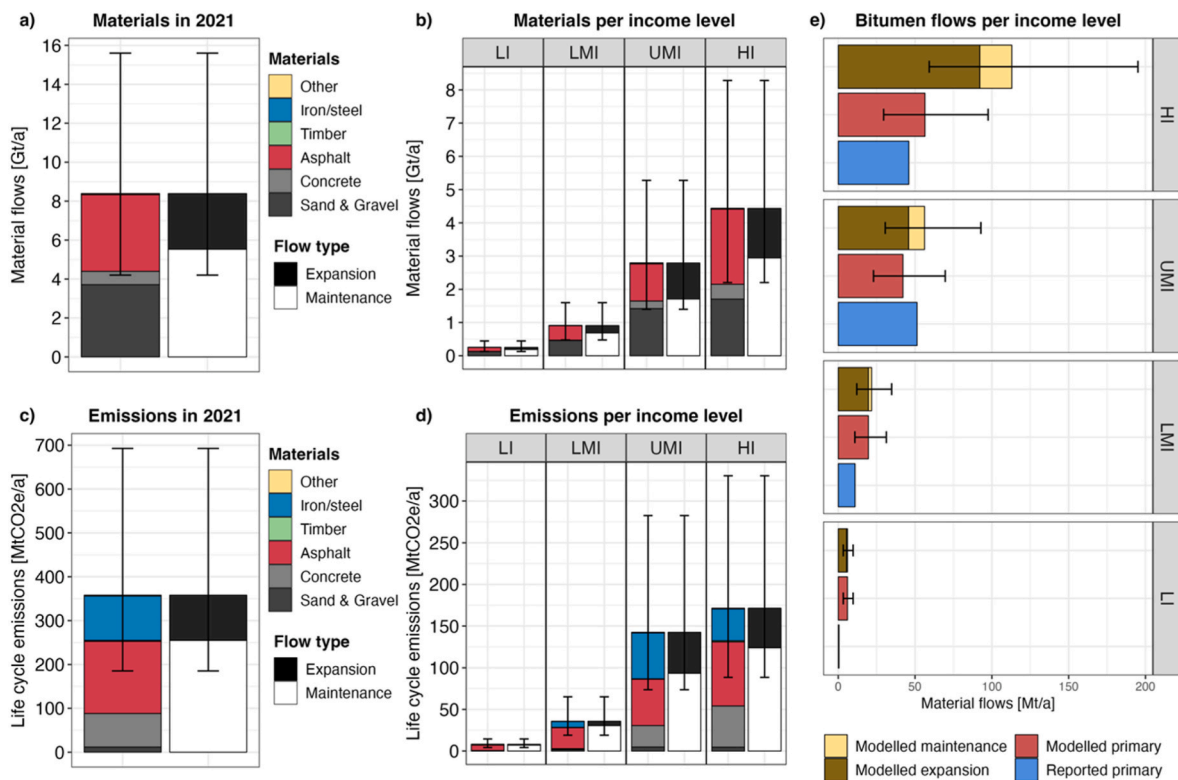 a) Materials in 2021
Material flows [Gt/a]
16
14
12
10
8
6
4
2
0
Materials
Other
Iron/steel
Timber
Asphalt
Concrete
Sand & Gravel
Flow type
Expansion
Maintenance
b) Materials per income level
LI LMI UMI HI
Material flows [Gt/a]
8
7
6
5
4
3
2
1
0
c) Emissions in 2021
Life cycle emissions [MtCO2e/a]
700
600
500
400
300
200
100
0
Materials
Other
Iron/steel
Timber
Asphalt
Concrete
Sand & Gravel
Flow type
Expansion
Maintenance
d) Emissions per income level
LI LMI UMI HI
Life cycle emissions [MtCO2e/a]
300
250
200
150
100
50
0
e) Bitumen flows per income level
HI
UMI
LMI
LI
0 50 100 150 200
Material flows [Mt/a]
Modelled maintenance
Modelled expansion
Modelled primary
Reported primary